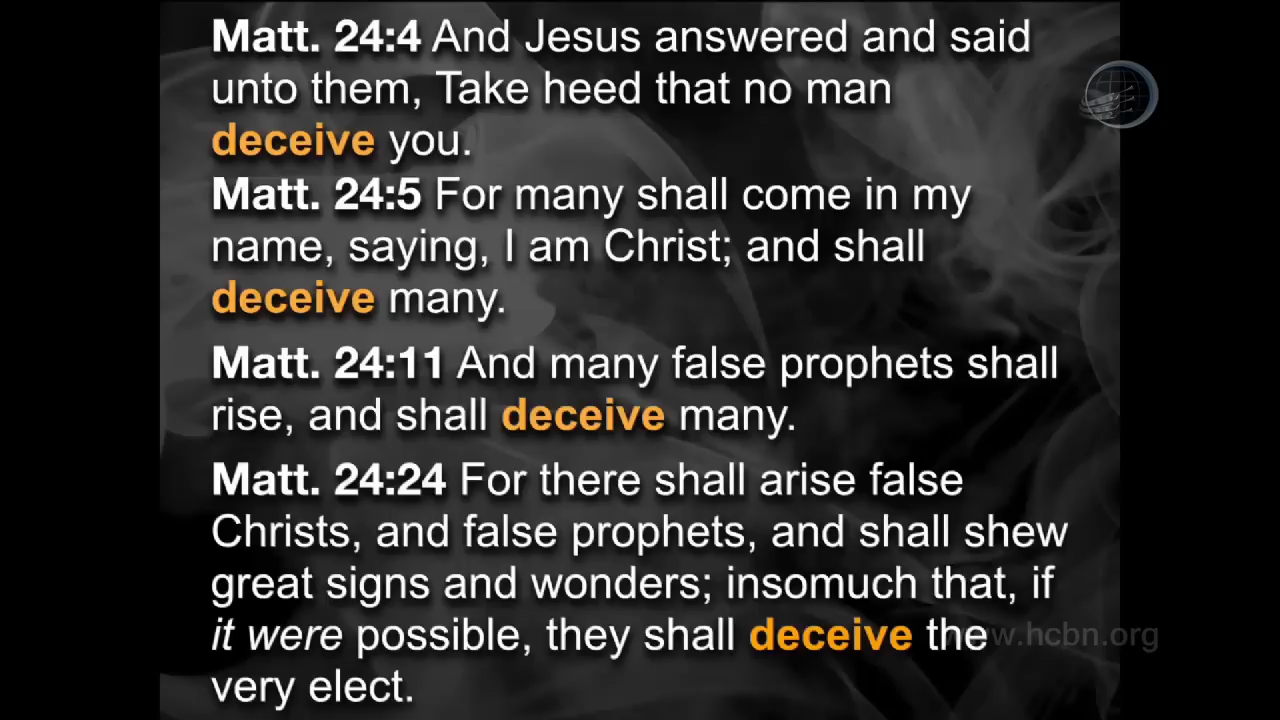 Matt. 24:4 And Jesus answered and said
unto them, Take heed that no man
deceive you.
Matt. 24:5 For many shall come in my
name, saying, I am Christ; and shall
deceive many.
Matt. 24:11 And many false prophets shall
rise, and shall deceive many.
Matt. 24:24 For there shall arise false
Christs, and false prophets, and shall shew
great signs and wonders; insomuch that, if
it were possible, they shall deceive the
very elect.
www.hcbn.org